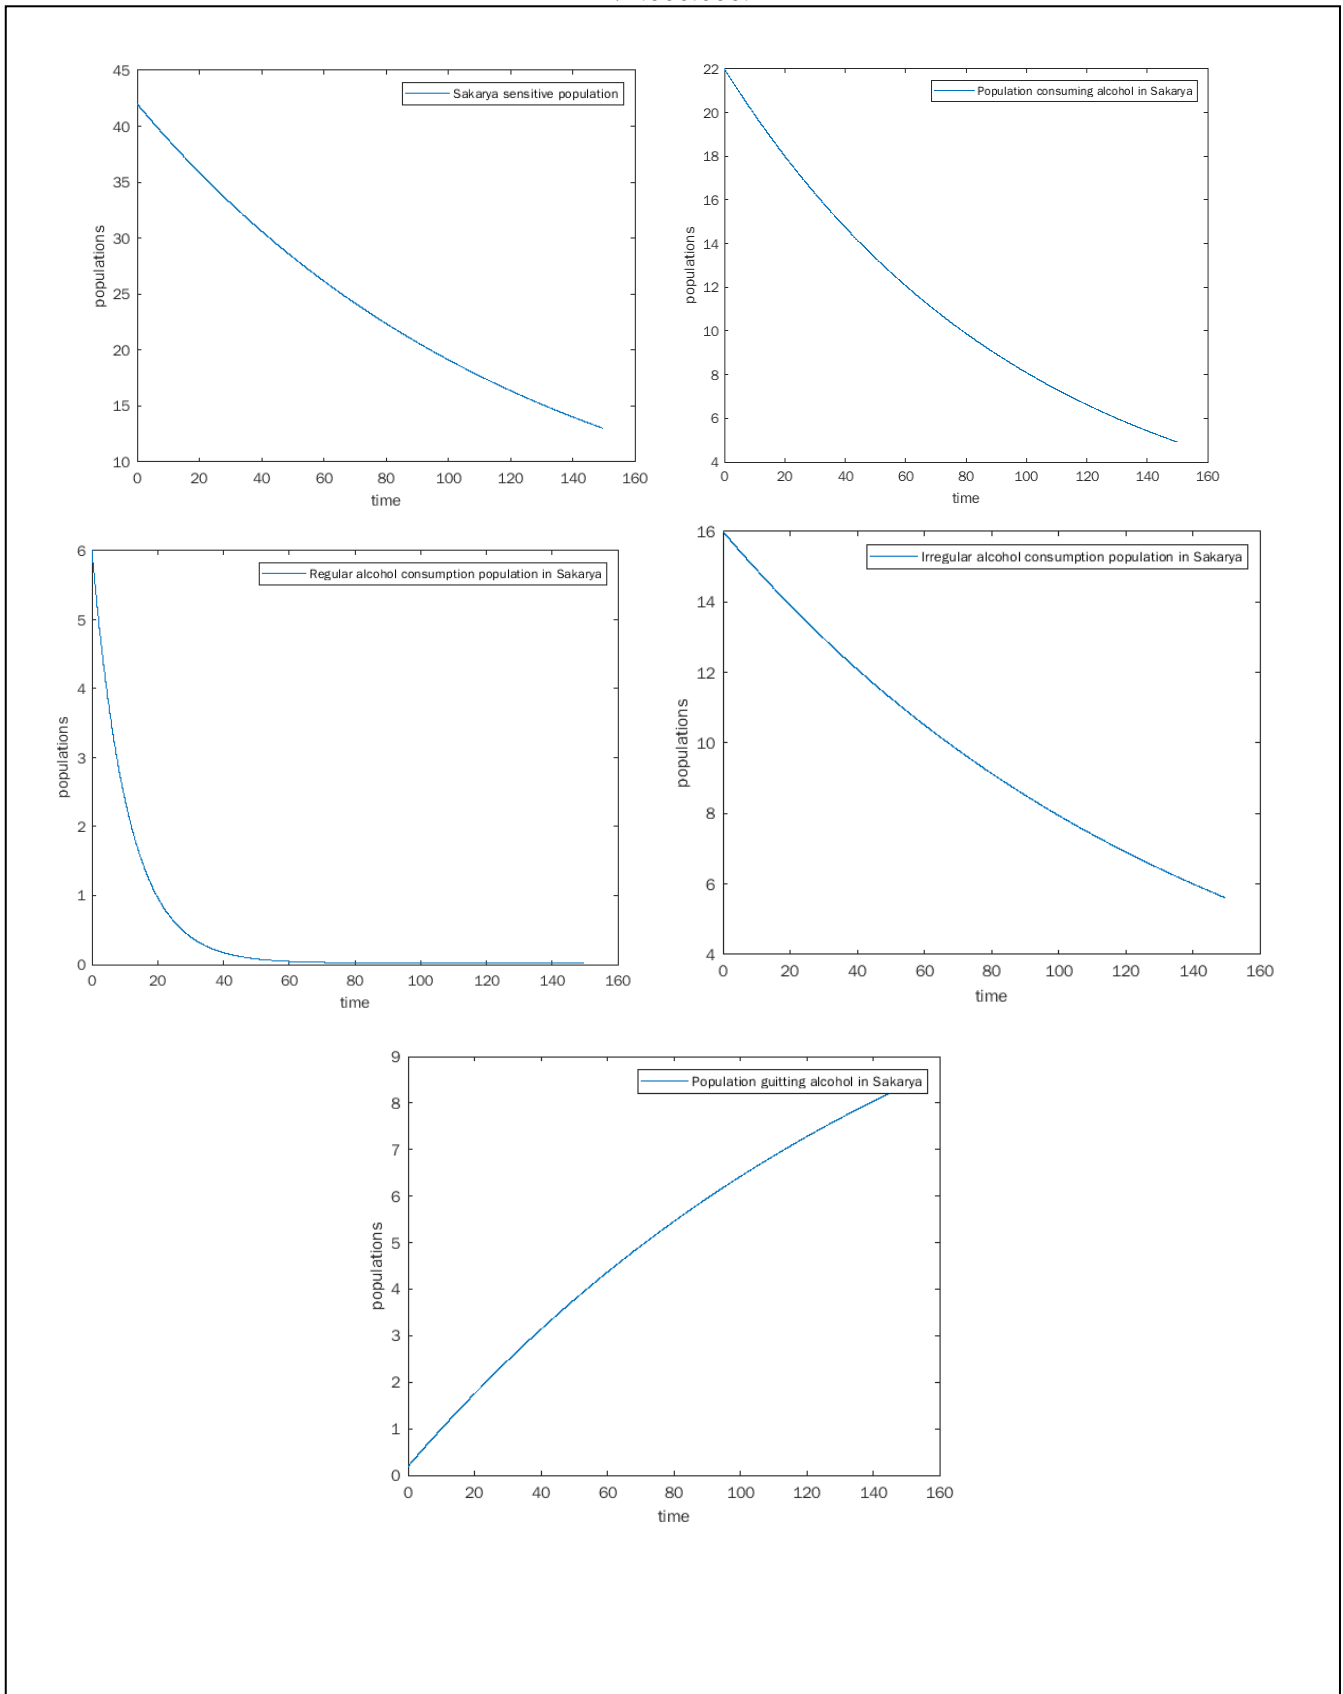 45
40
35
30
25
20
15
10
populations
Sakarya sensitive population
0 20 40 60 80 100 120 140 160
time
22
20
18
16
14
12
10
8
6
4
populations
Population consuming alcohol in Sakarya
0 20 40 60 80 100 120 140 160
time
6
5
4
3
2
1
0
populations
Regular alcohol consumption population in Sakarya
0 20 40 60 80 100 120 140 160
time
16
14
12
10
8
6
4
populations
Irregular alcohol consumption population in Sakarya
0 20 40 60 80 100 120 140 160
time
9
8
7
6
5
4
3
2
1
0
populations
Population guitting alcohol in Sakarya
0 20 40 60 80 100 120 140 160
time